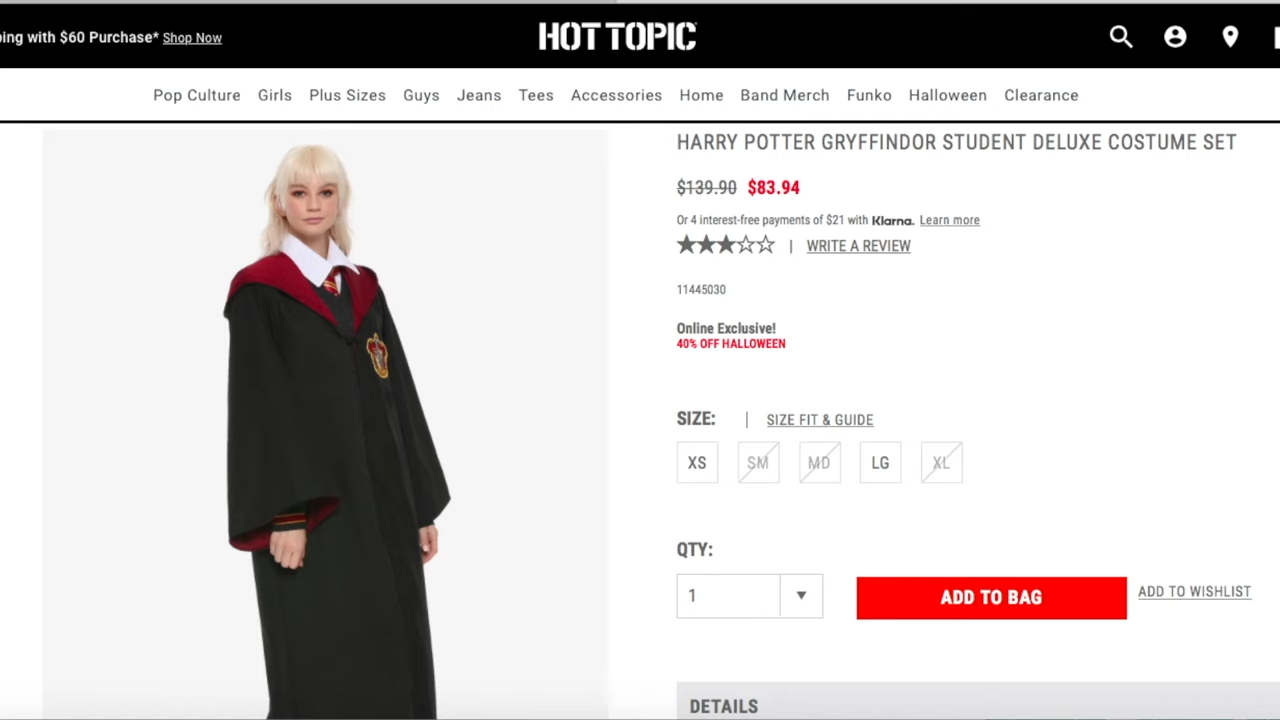 ing with $60 Purchase* Shop Now
HOT TOPIC
Pop Culture Girls Plus Sizes Guys Jeans Tees Accessories Home Band Merch Funko Halloween Clearance
HARRY POTTER GRYFFINDOR STUDENT DELUXE COSTUME SET
$139.90 $83.94
Or 4 interest-free payments of $21 with Klarna. Learn more
| WRITE A REVIEW
11445030
Online Exclusive!
40% OFF HALLOWEEN
SIZE: | SIZE FIT & GUIDE
XS SM MD LG XL
QTY:
1
ADD TO BAG
ADD TO WISHLIST
DETAILS